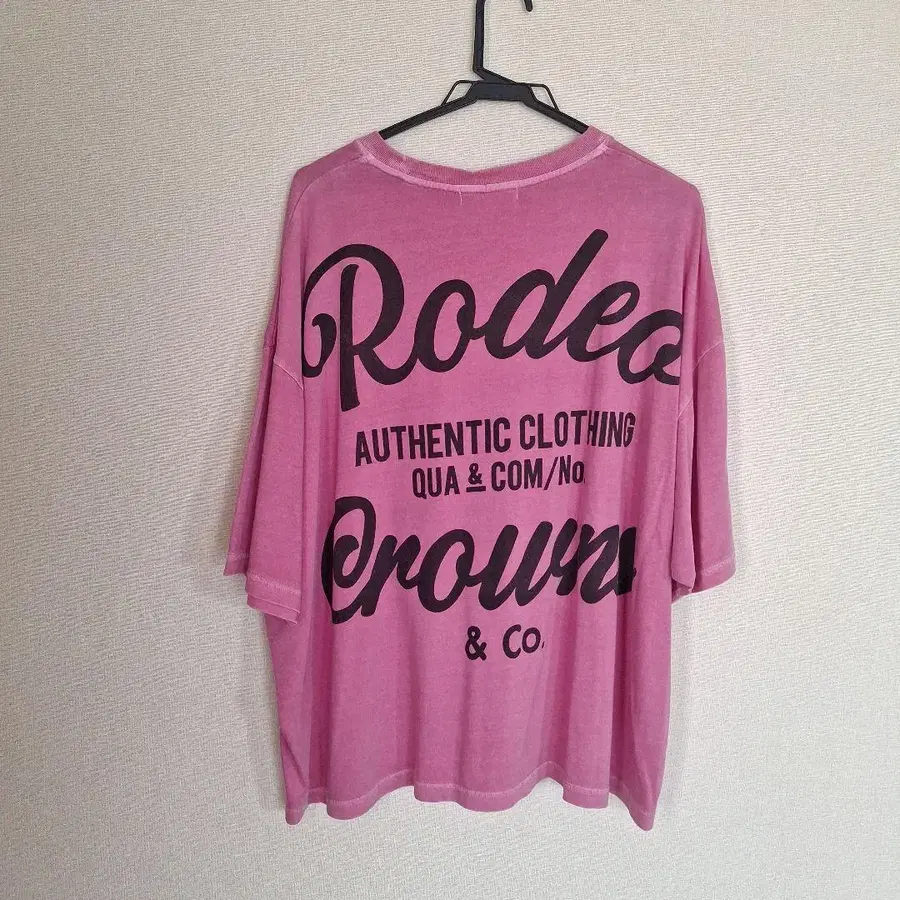 Rodeo
AUTHENTIC CLOTHING
QUA & COM/No.
Crowns
& Co.